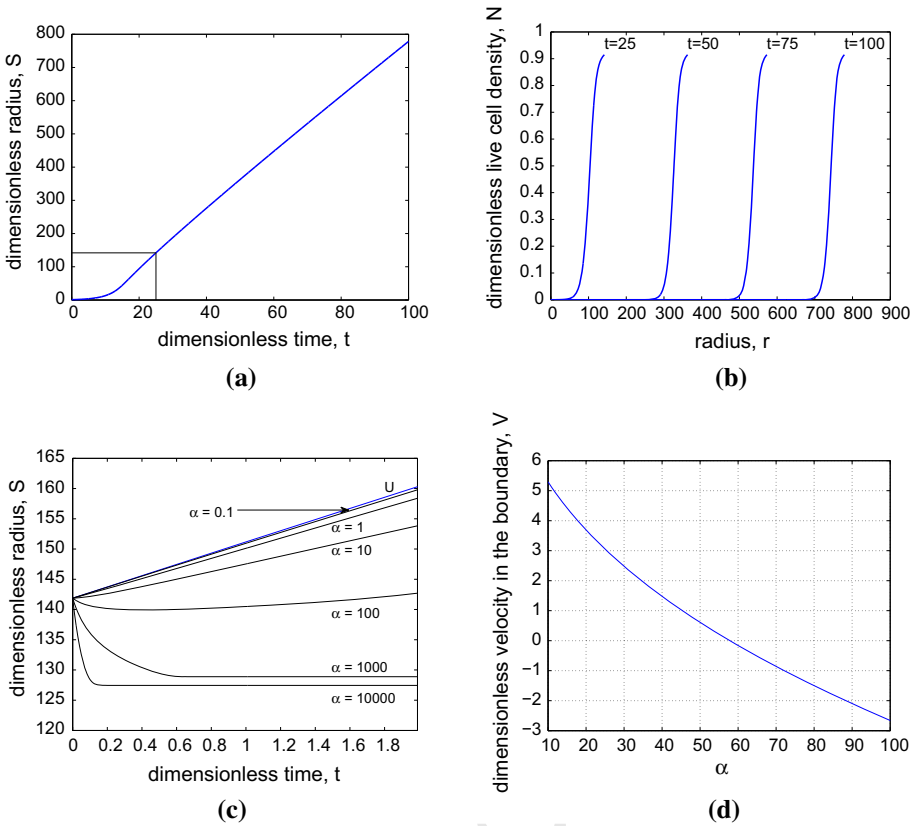 dimensionless radius, S
800
700
600
500
400
300
200
100
0
0 20 40 60 80 100
dimensionless time, t
(a)
dimensionless live cell density, N
1
0.9
0.8
0.7
0.6
0.5
0.4
0.3
0.2
0.1
0
t=25 t=50 t=75 t=100
0 100 200 300 400 500 600 700 800 900
radius, r
(b)
dimensionless radius, S
165
160
155
150
145
140
135
130
125
120
U
α = 0.1
α = 1
α = 10
α = 100
α = 1000
α = 10000
0 0.2 0.4 0.6 0.8 1 1.2 1.4 1.6 1.8
dimensionless time, t
(c)
dimensionless velocity in the boundary, V
6
5
4
3
2
1
0
−1
−2
−3
10 20 30 40 50 60 70 80 90 100
α
(d)